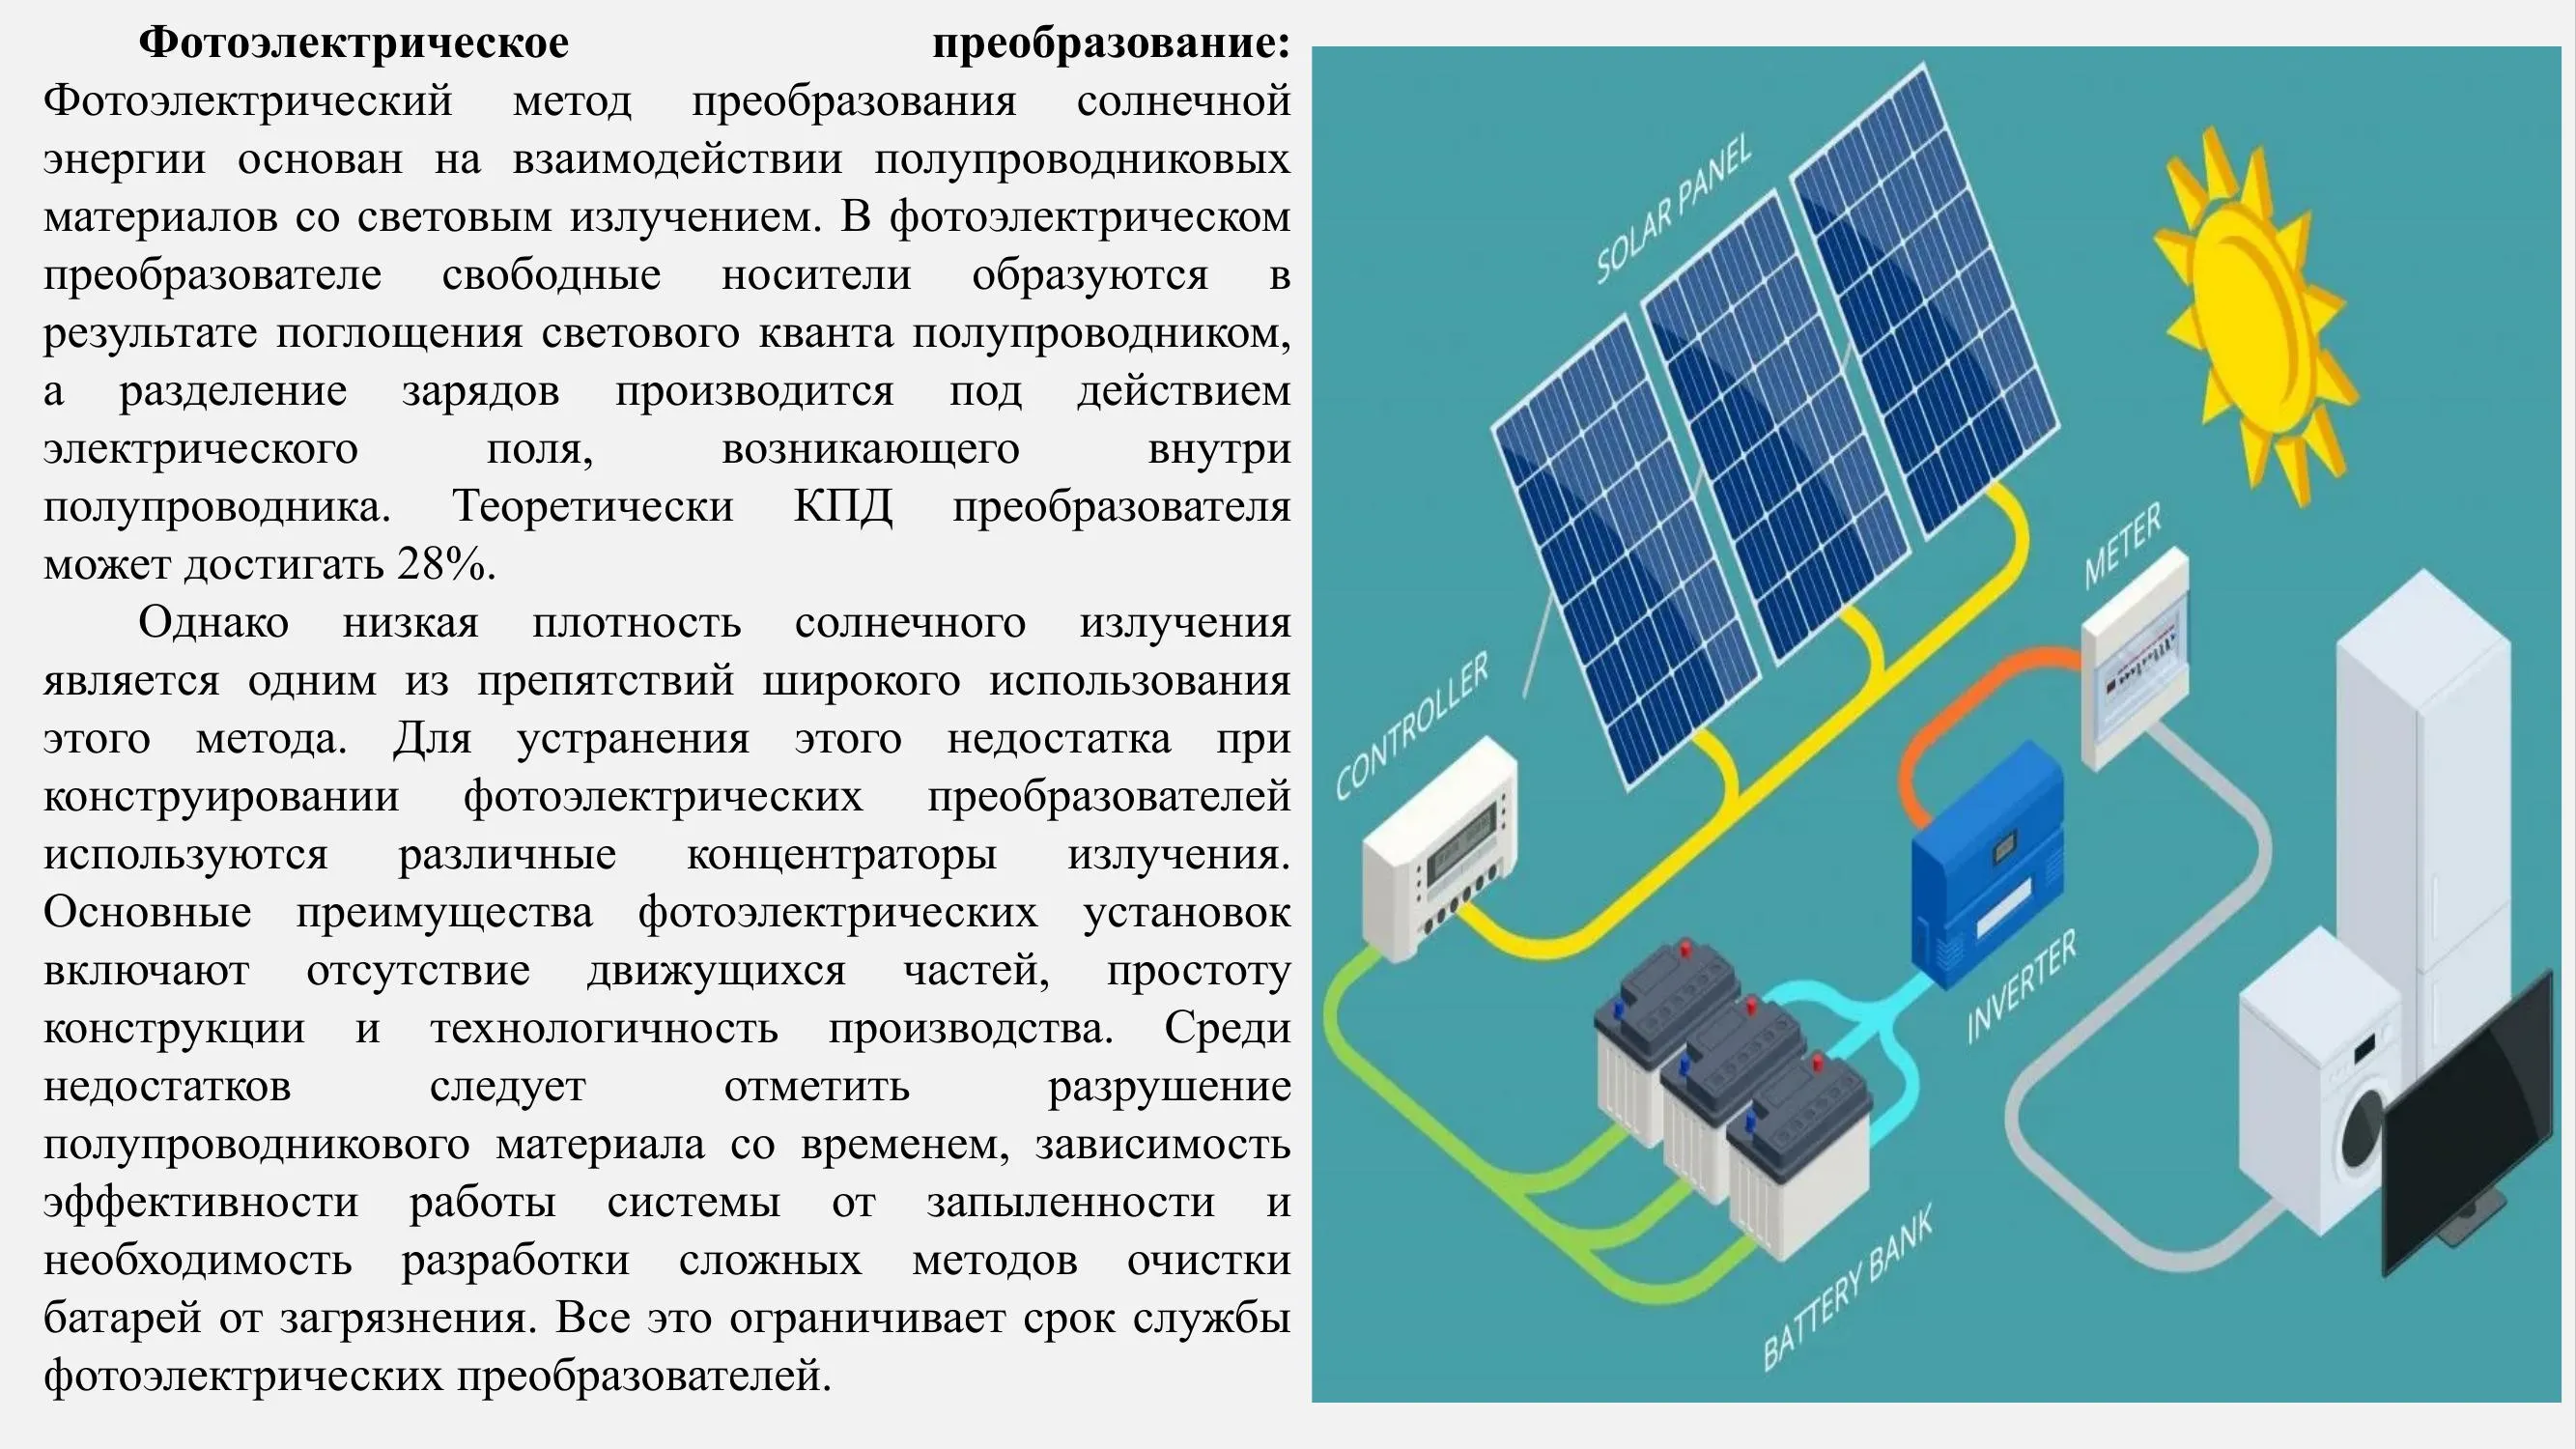 Фотоэлектрическое преобразование:
Фотоэлектрический метод преобразования солнечной
энергии основан на взаимодействии полупроводниковых
материалов со световым излучением. В фотоэлектрическом
преобразователе свободные носители образуются в
результате поглощения светового кванта полупроводником,
а разделение зарядов производится под действием
электрического поля, возникающего внутри
полупроводника. Теоретически КПД преобразователя
может достигать 28%.
Однако низкая плотность солнечного излучения
является одним из препятствий широкого использования
этого метода. Для устранения этого недостатка при
конструировании фотоэлектрических преобразователей
используются различные концентраторы излучения.
Основные преимущества фотоэлектрических установок
включают отсутствие движущихся частей, простоту
конструкции и технологичность производства. Среди
недостатков следует отметить разрушение
полупроводникового материала со временем, зависимость
эффективности работы системы от запыленности и
необходимость разработки сложных методов очистки
батарей от загрязнения. Все это ограничивает срок службы
фотоэлектрических преобразователей.
SOLAR PANEL
METER
CONTROLLER
INVERTER
BATTERY BANK